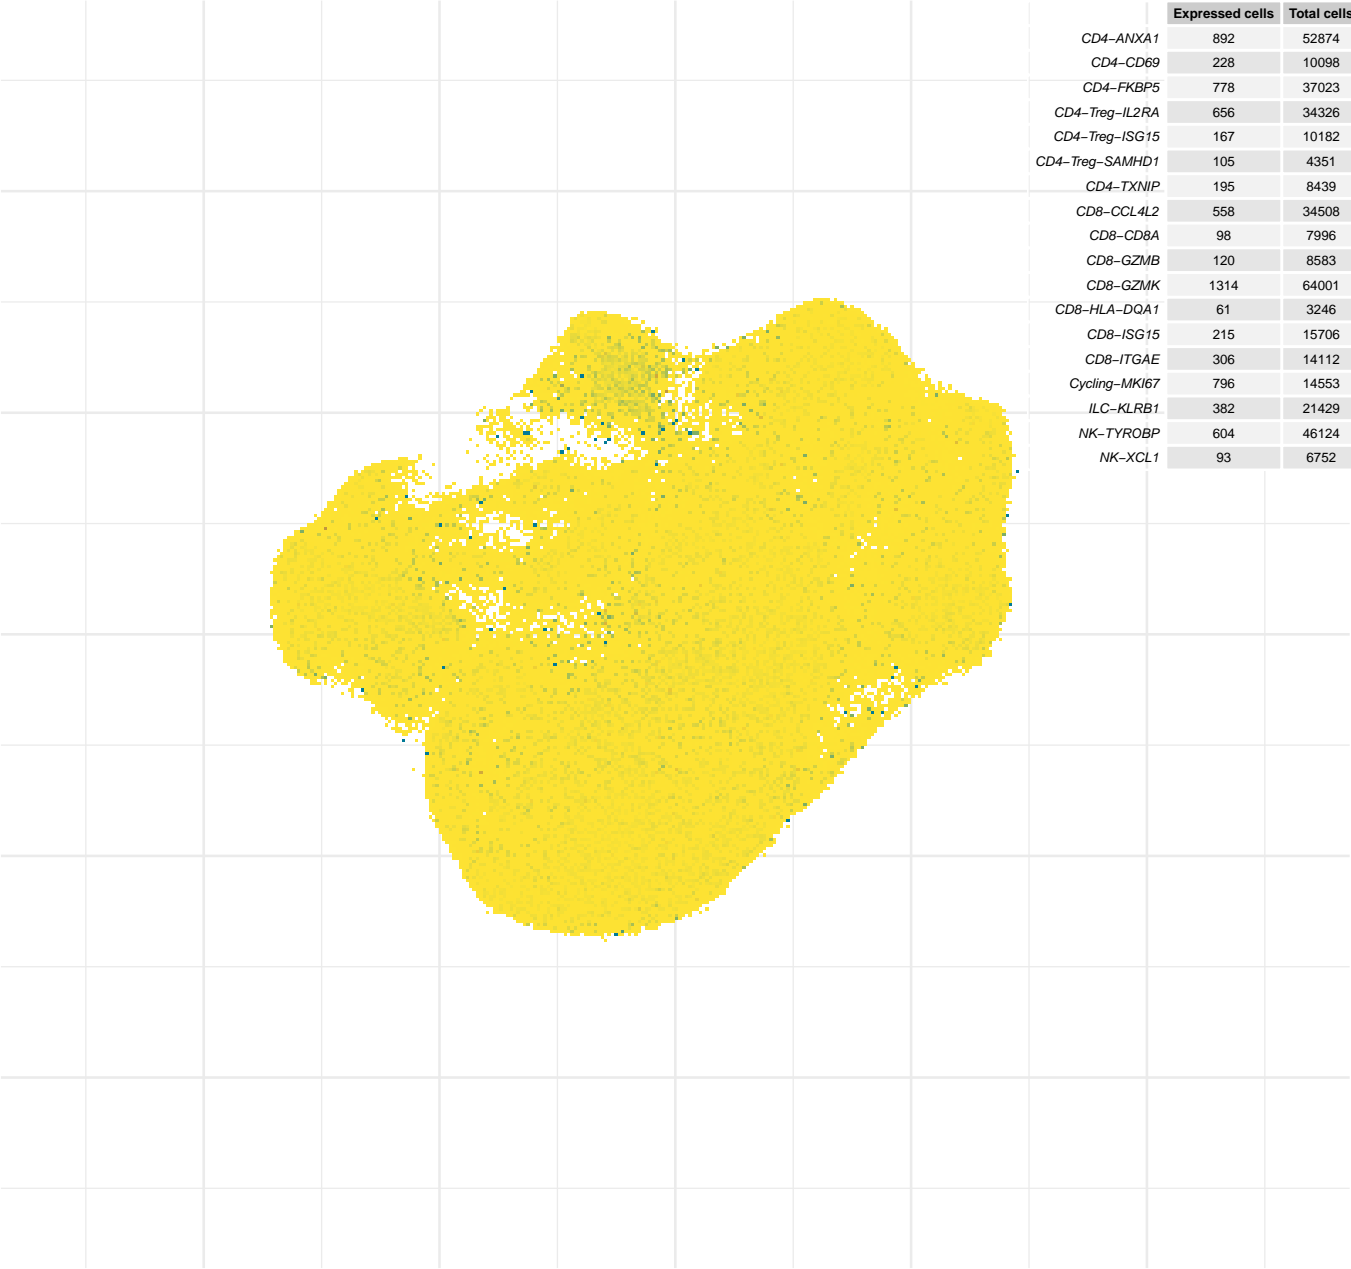 Expressed cells Total cells
CD4−ANXA1 892 52874
CD4−CD69 228 10098
CD4−FKBP5 778 37023
CD4−Treg−IL2RA 656 34326
CD4−Treg−ISG15 167 10182
CD4−Treg−SAMHD1 105 4351
CD4−TXNIP 195 8439
CD8−CCL4L2 558 34508
CD8−CD8A 98 7996
CD8−GZMB 120 8583
CD8−GZMK 1314 64001
CD8−HLA−DQA1 61 3246
CD8−ISG15 215 15706
CD8−ITGAE 306 14112
Cycling−MKI67 796 14553
ILC−KLRB1 382 21429
NK−TYROBP 604 46124
NK−XCL1 93 6752